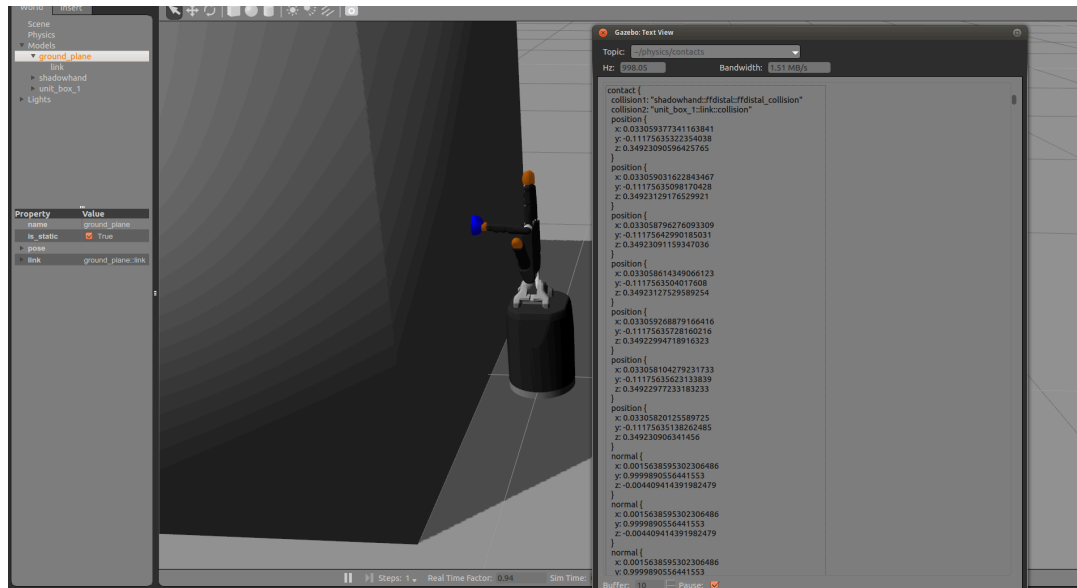 World Insert
Scene
Physics
Models
ground_plane
link
shadowhand
unit_box_1
Lights
Property Value
name ground_plane
is_static True
pose
link ground_plane::link
Steps: 1 Real Time Factor: 0.94 Sim Time:
Gazebo: Text View
Topic: ~/physics/contacts
Hz: 998.05 Bandwidth: 1.51 MB/s
contact {
collision1: "shadowhand::ffdistal::ffdistal_collision"
collision2: "unit_box_1::link::collision"
position {
x: 0.033059377341163841
y: -0.11175635322354038
z: 0.34923090596425765
}
position {
x: 0.033059031622843467
y: -0.11175635098170428
z: 0.34923129176529921
}
position {
x: 0.033058796276093309
y: -0.11175642990185031
z: 0.34923091159347036
}
position {
x: 0.033058614349066123
y: -0.1117563504017608
z: 0.34923127529589254
}
position {
x: 0.033059268879166416
y: -0.11175635728160216
z: 0.34922994718916323
}
position {
x: 0.033058104279231733
y: -0.11175635623133839
z: 0.34922977233183233
}
position {
x: 0.03305820125589725
y: -0.11175635138262485
z: 0.349230906341456
}
normal {
x: 0.0015638595302306486
y: 0.9999890556441553
z: -0.004409414391982479
}
normal {
x: 0.0015638595302306486
y: 0.9999890556441553
z: -0.004409414391982479
}
normal {
x: 0.0015638595302306486
y: 0.9999890556441553
Buffer: 10 Pause: